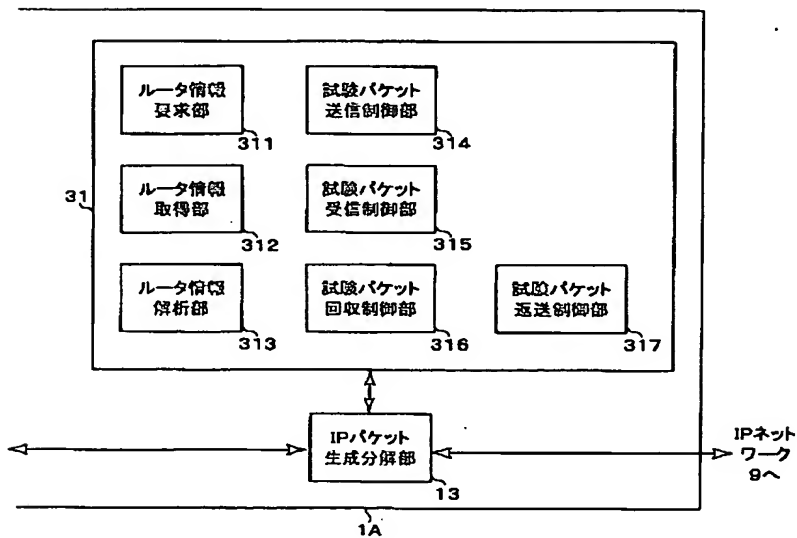 ルータ情報
要求部
311
試験パケット
送信制御部
314
31
ルータ情報
取得部
312
試験パケット
受信制御部
315
ルータ情報
解析部
313
試験パケット
回収制御部
316
試験パケット
返送制御部
317
IPパケット
生成分解部
13
IPネット
ワーク
9へ
1A